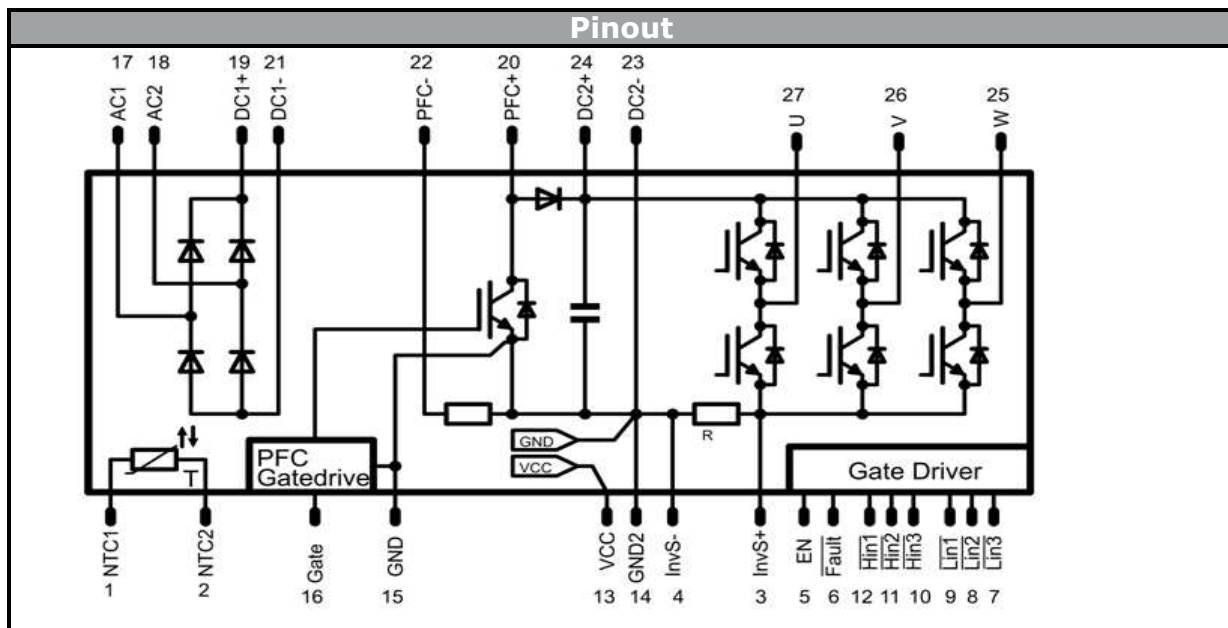 Pinout
17 18 19 21 22 20 24 23 27 26 25
AC1 AC2 DC1+ DC1- PFC- PFC+ DC2+ DC2- U V W
GND
R
VCC
PFC
Gatedrive
T
Gate Driver
NTC1 NTC2 Gate GND VCC GND2 InvS- InvS+ EN Fault Hin1 Hin2 Hin3 Lin1 Lin2 Lin3
1 2 16 15 13 14 4 3 5 6 12 11 10 9 8 7